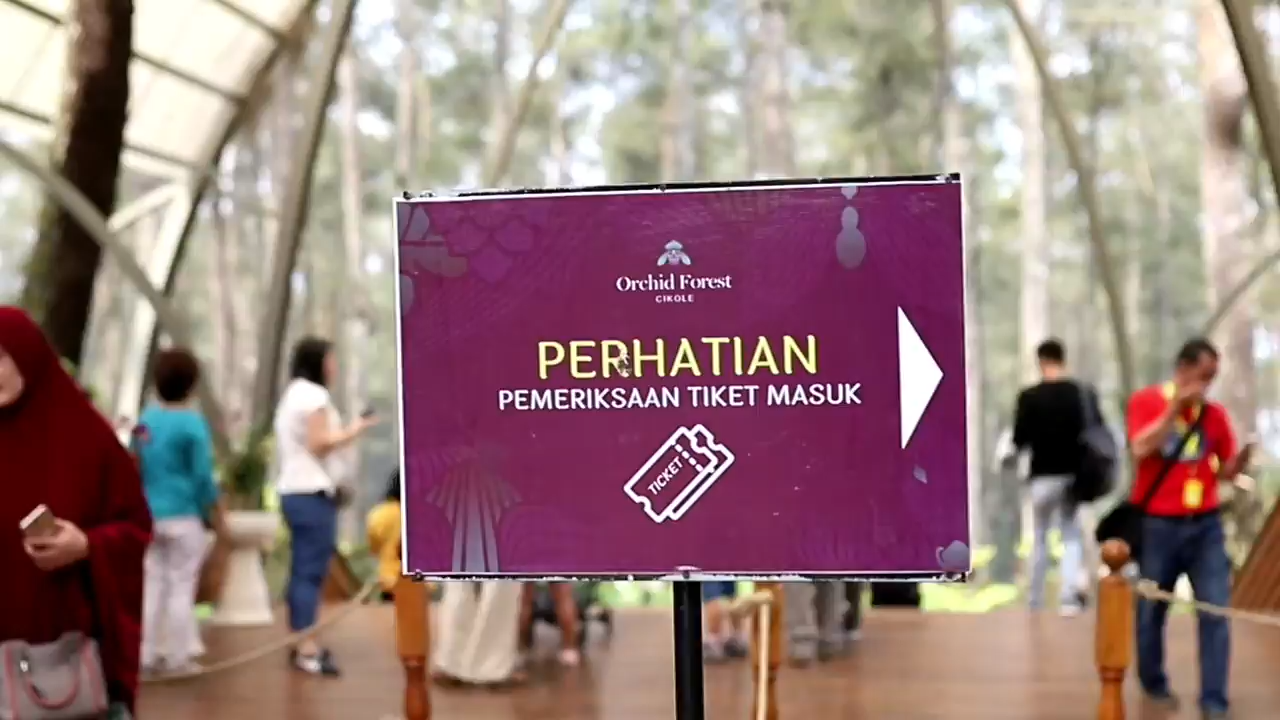 Orchid Forest
CIKOLE
PERHATIAN
PEMERIKSAAN TIKET MASUK
TICKET